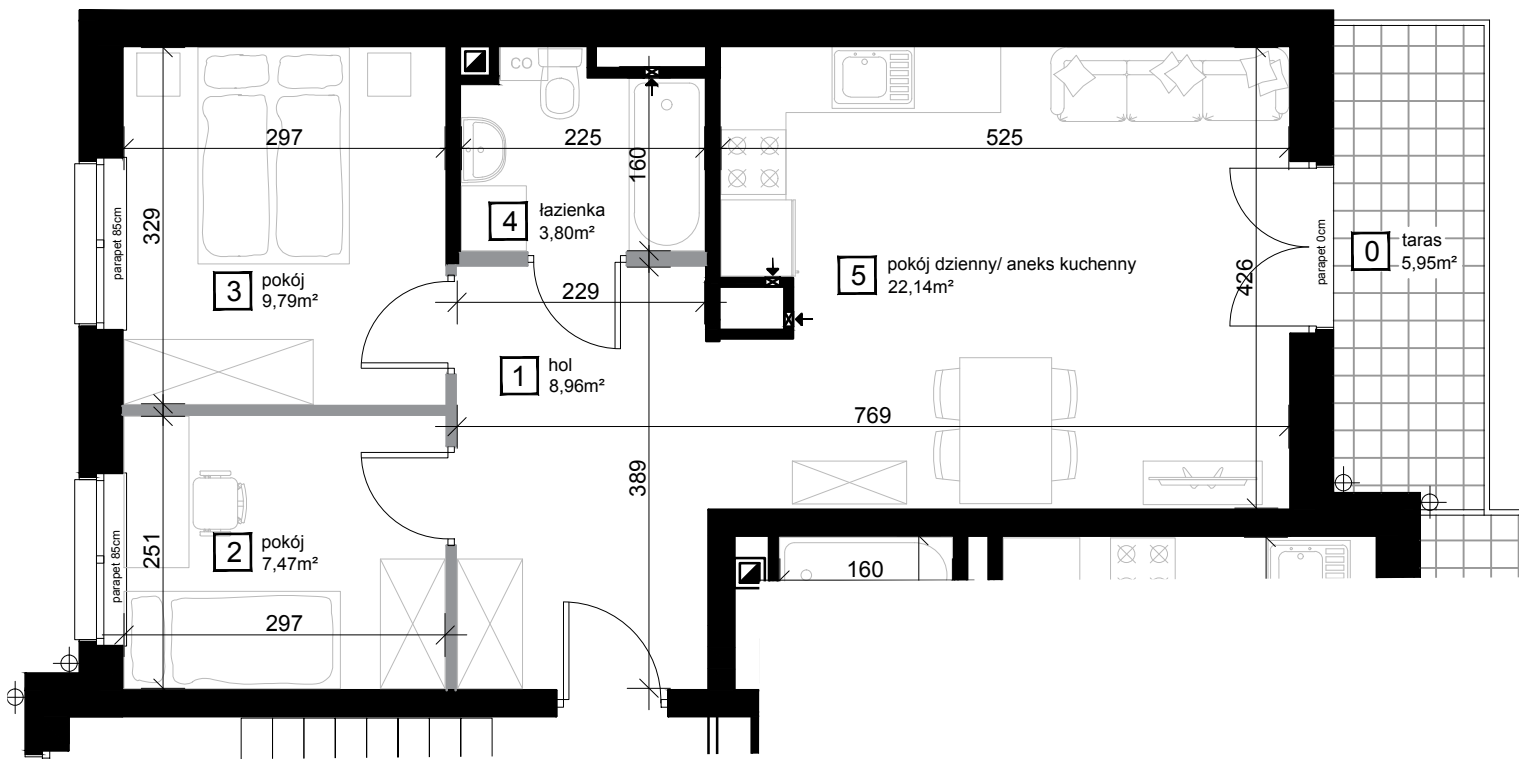 CO
297
225
160
525
329
parapet 85cm
4 łazienka
3,80m²
3 pokój
9,79m²
229
5 pokój dzienny/ aneks kuchenny
22,14m²
426
parapet 0cm
0 taras
5,95m²
1 hol
8,96m²
769
389
251
parapet 85cm
2 pokój
7,47m²
160
297